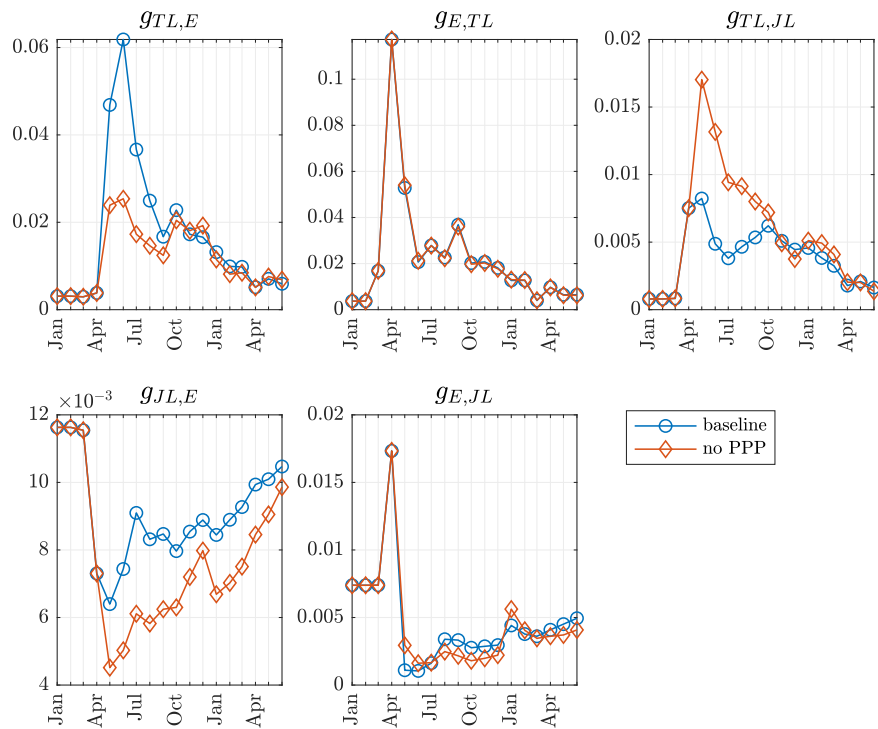 g_{TL,E}
0.06
0.04
0.02
0
Jan
Apr
Jul
Oct
Jan
Apr
g_{E,TL}
0.1
0.08
0.06
0.04
0.02
0
Jan
Apr
Jul
Oct
Jan
Apr
g_{TL,JL}
0.02
0.015
0.01
0.005
0
Jan
Apr
Jul
Oct
Jan
Apr
g_{JL,E}
×10^{-3}
12
10
8
6
4
Jan
Apr
Jul
Oct
Jan
Apr
g_{E,JL}
0.02
0.015
0.01
0.005
0
Jan
Apr
Jul
Oct
Jan
Apr
baseline
no PPP